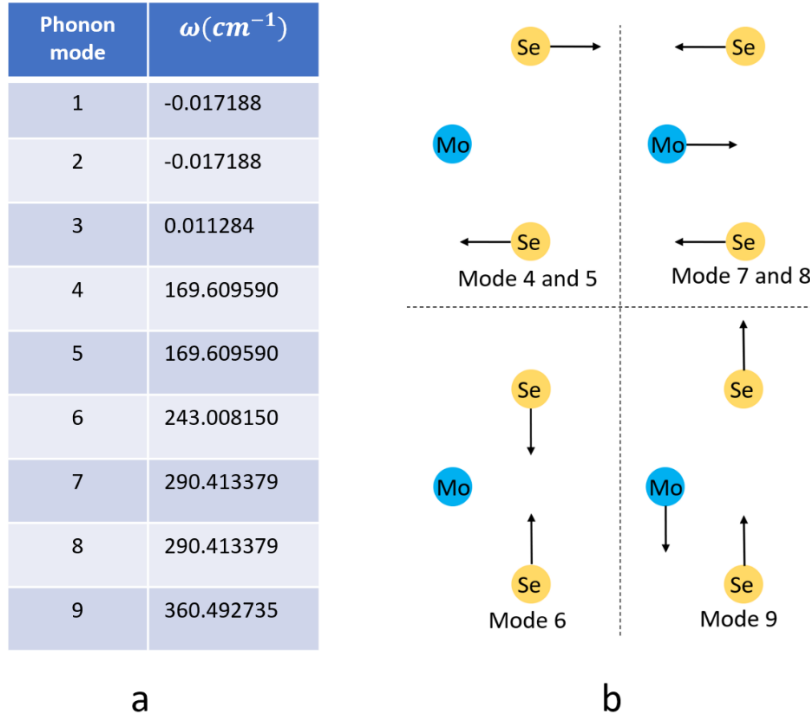 Phonon mode ω(cm⁻¹)
1 -0.017188
2 -0.017188
3 0.011284
4 169.609590
5 169.609590
6 243.008150
7 290.413379
8 290.413379
9 360.492735
a
Se
Mo
Se
Mode 4 and 5
Se
Mo
Se
Mode 7 and 8
Se
Mo
Se
Mode 6
Se
Mo
Se
Mode 9
b